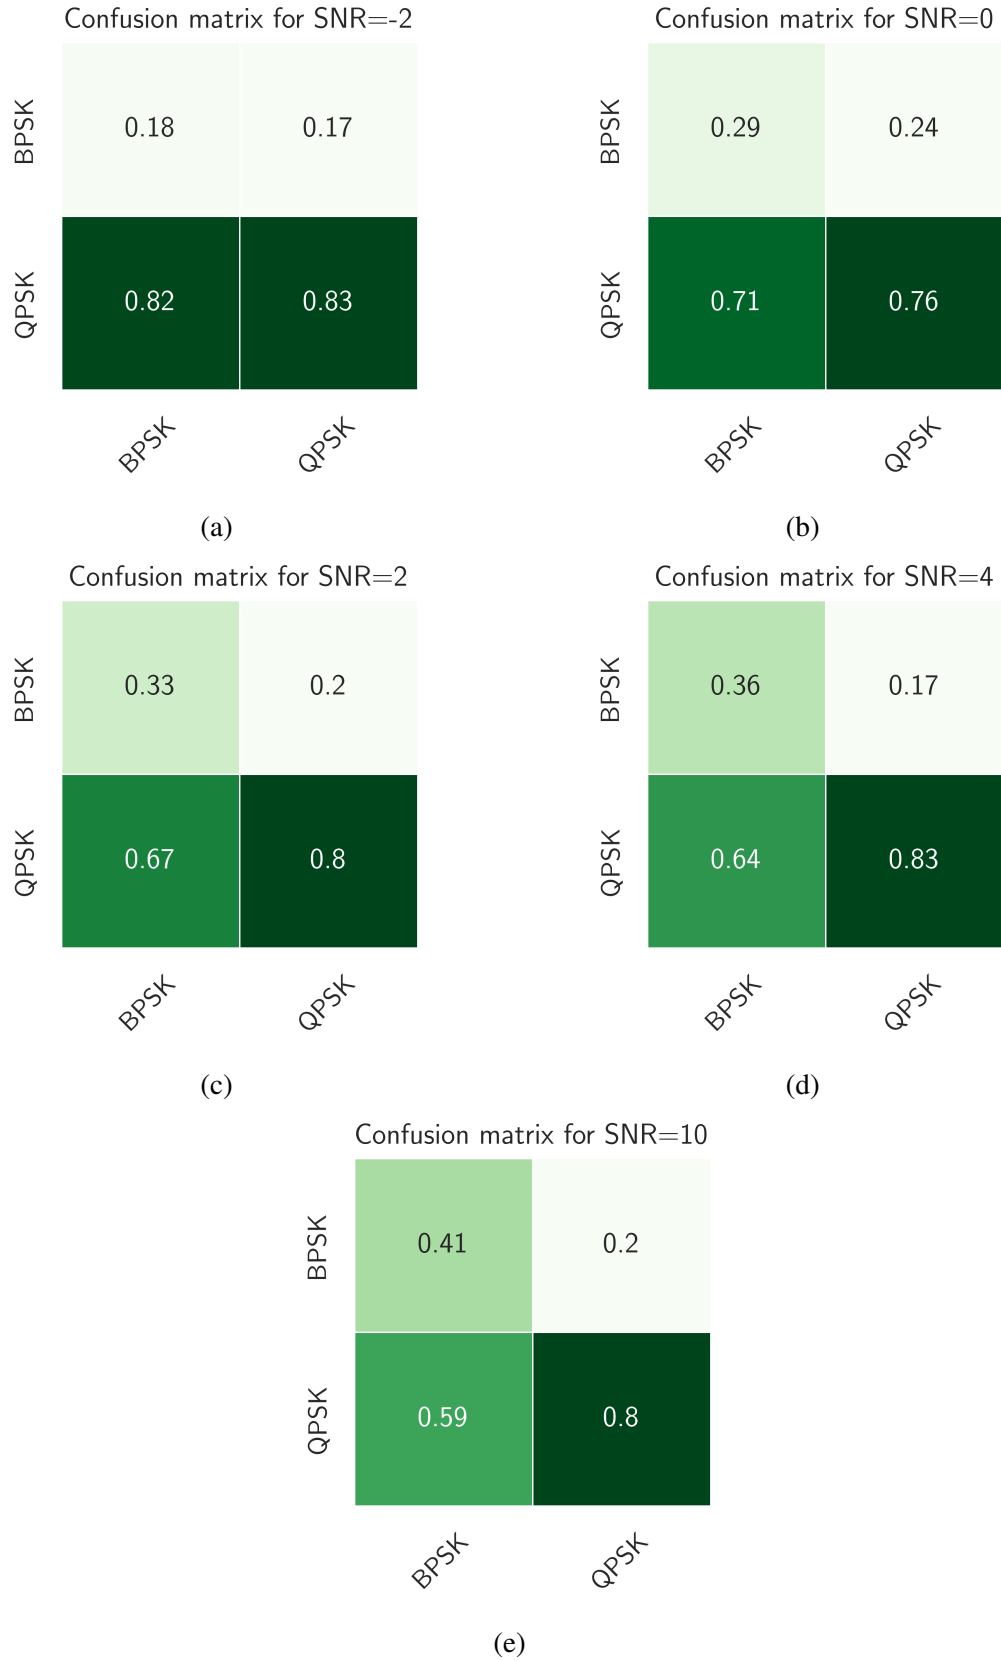 Confusion matrix for SNR=-2
BPSK
0.18 0.17
QPSK
0.82 0.83
BPSK QPSK
(a)
Confusion matrix for SNR=0
BPSK
0.29 0.24
QPSK
0.71 0.76
BPSK QPSK
(b)
Confusion matrix for SNR=2
BPSK
0.33 0.2
QPSK
0.67 0.8
BPSK QPSK
(c)
Confusion matrix for SNR=4
BPSK
0.36 0.17
QPSK
0.64 0.83
BPSK QPSK
(d)
Confusion matrix for SNR=10
BPSK
0.41 0.2
QPSK
0.59 0.8
BPSK QPSK
(e)